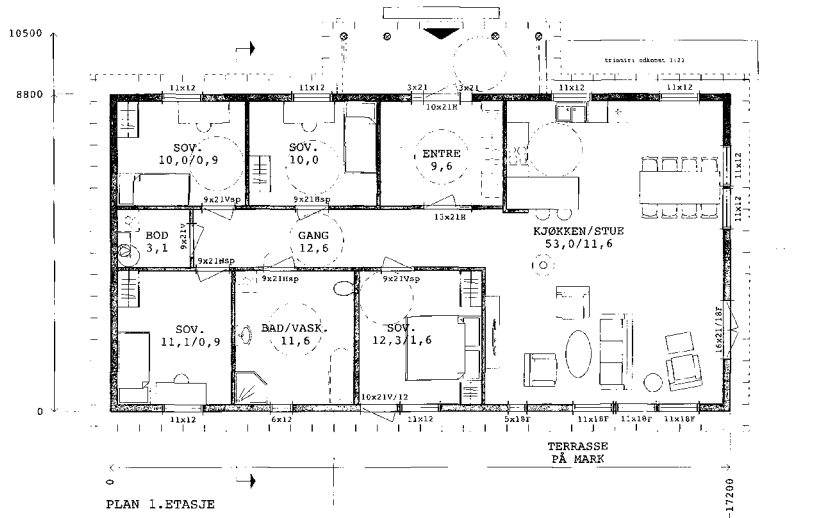 10500
trinnfri adkomst 1:21
8800
11x12
11x12
3x21
3x21
11x12
11x12
10x21H
SOV.
10,0/0,9
SOV.
10,0
ENTRE
9,6
11x12
9x21Vsp
9x21Hsp
13x21H
11x12
BOD
3,1
9x21V
GANG
12,6
KJØKKEN/STUE
53,0/11,6
9x21Hsp
9x21Hsp
9x21Vsp
SOV.
11,1/0,9
BAD/VASK.
11,6
SOV.
12,3/1,6
16x21/18F
10x21V/12
0
11x12
6x12
11x12
5x18F
11x18F
11x18F
11x18F
TERRASSE
PÅ MARK
0
17200
PLAN 1.ETASJE